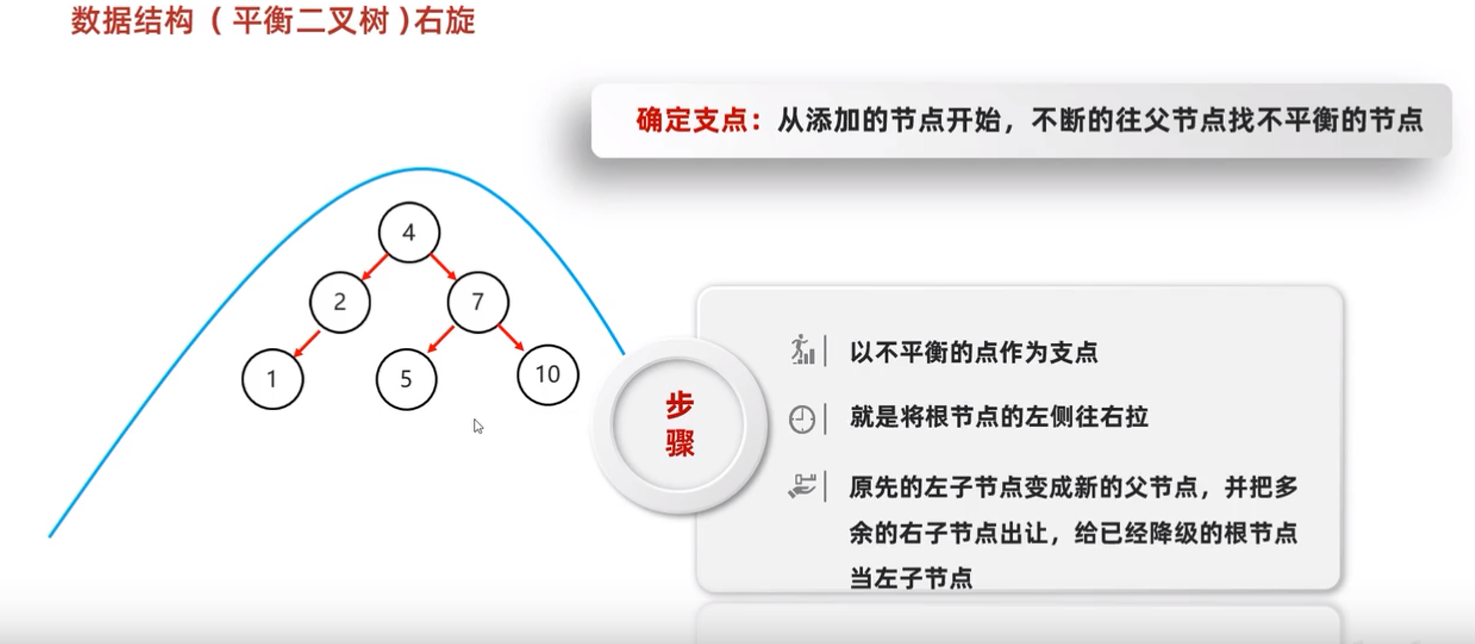 数据结构（平衡二叉树）右旋
确定支点：从添加的节点开始，不断的往父节点找不平衡的节点
4
2
7
1
5
10
步
骤
以不平衡的点作为支点
就是将根节点的左侧往右拉
原先的左子节点变成新的父节点，并把多
余的右子节点出让，给已经降级的根节点
当左子节点